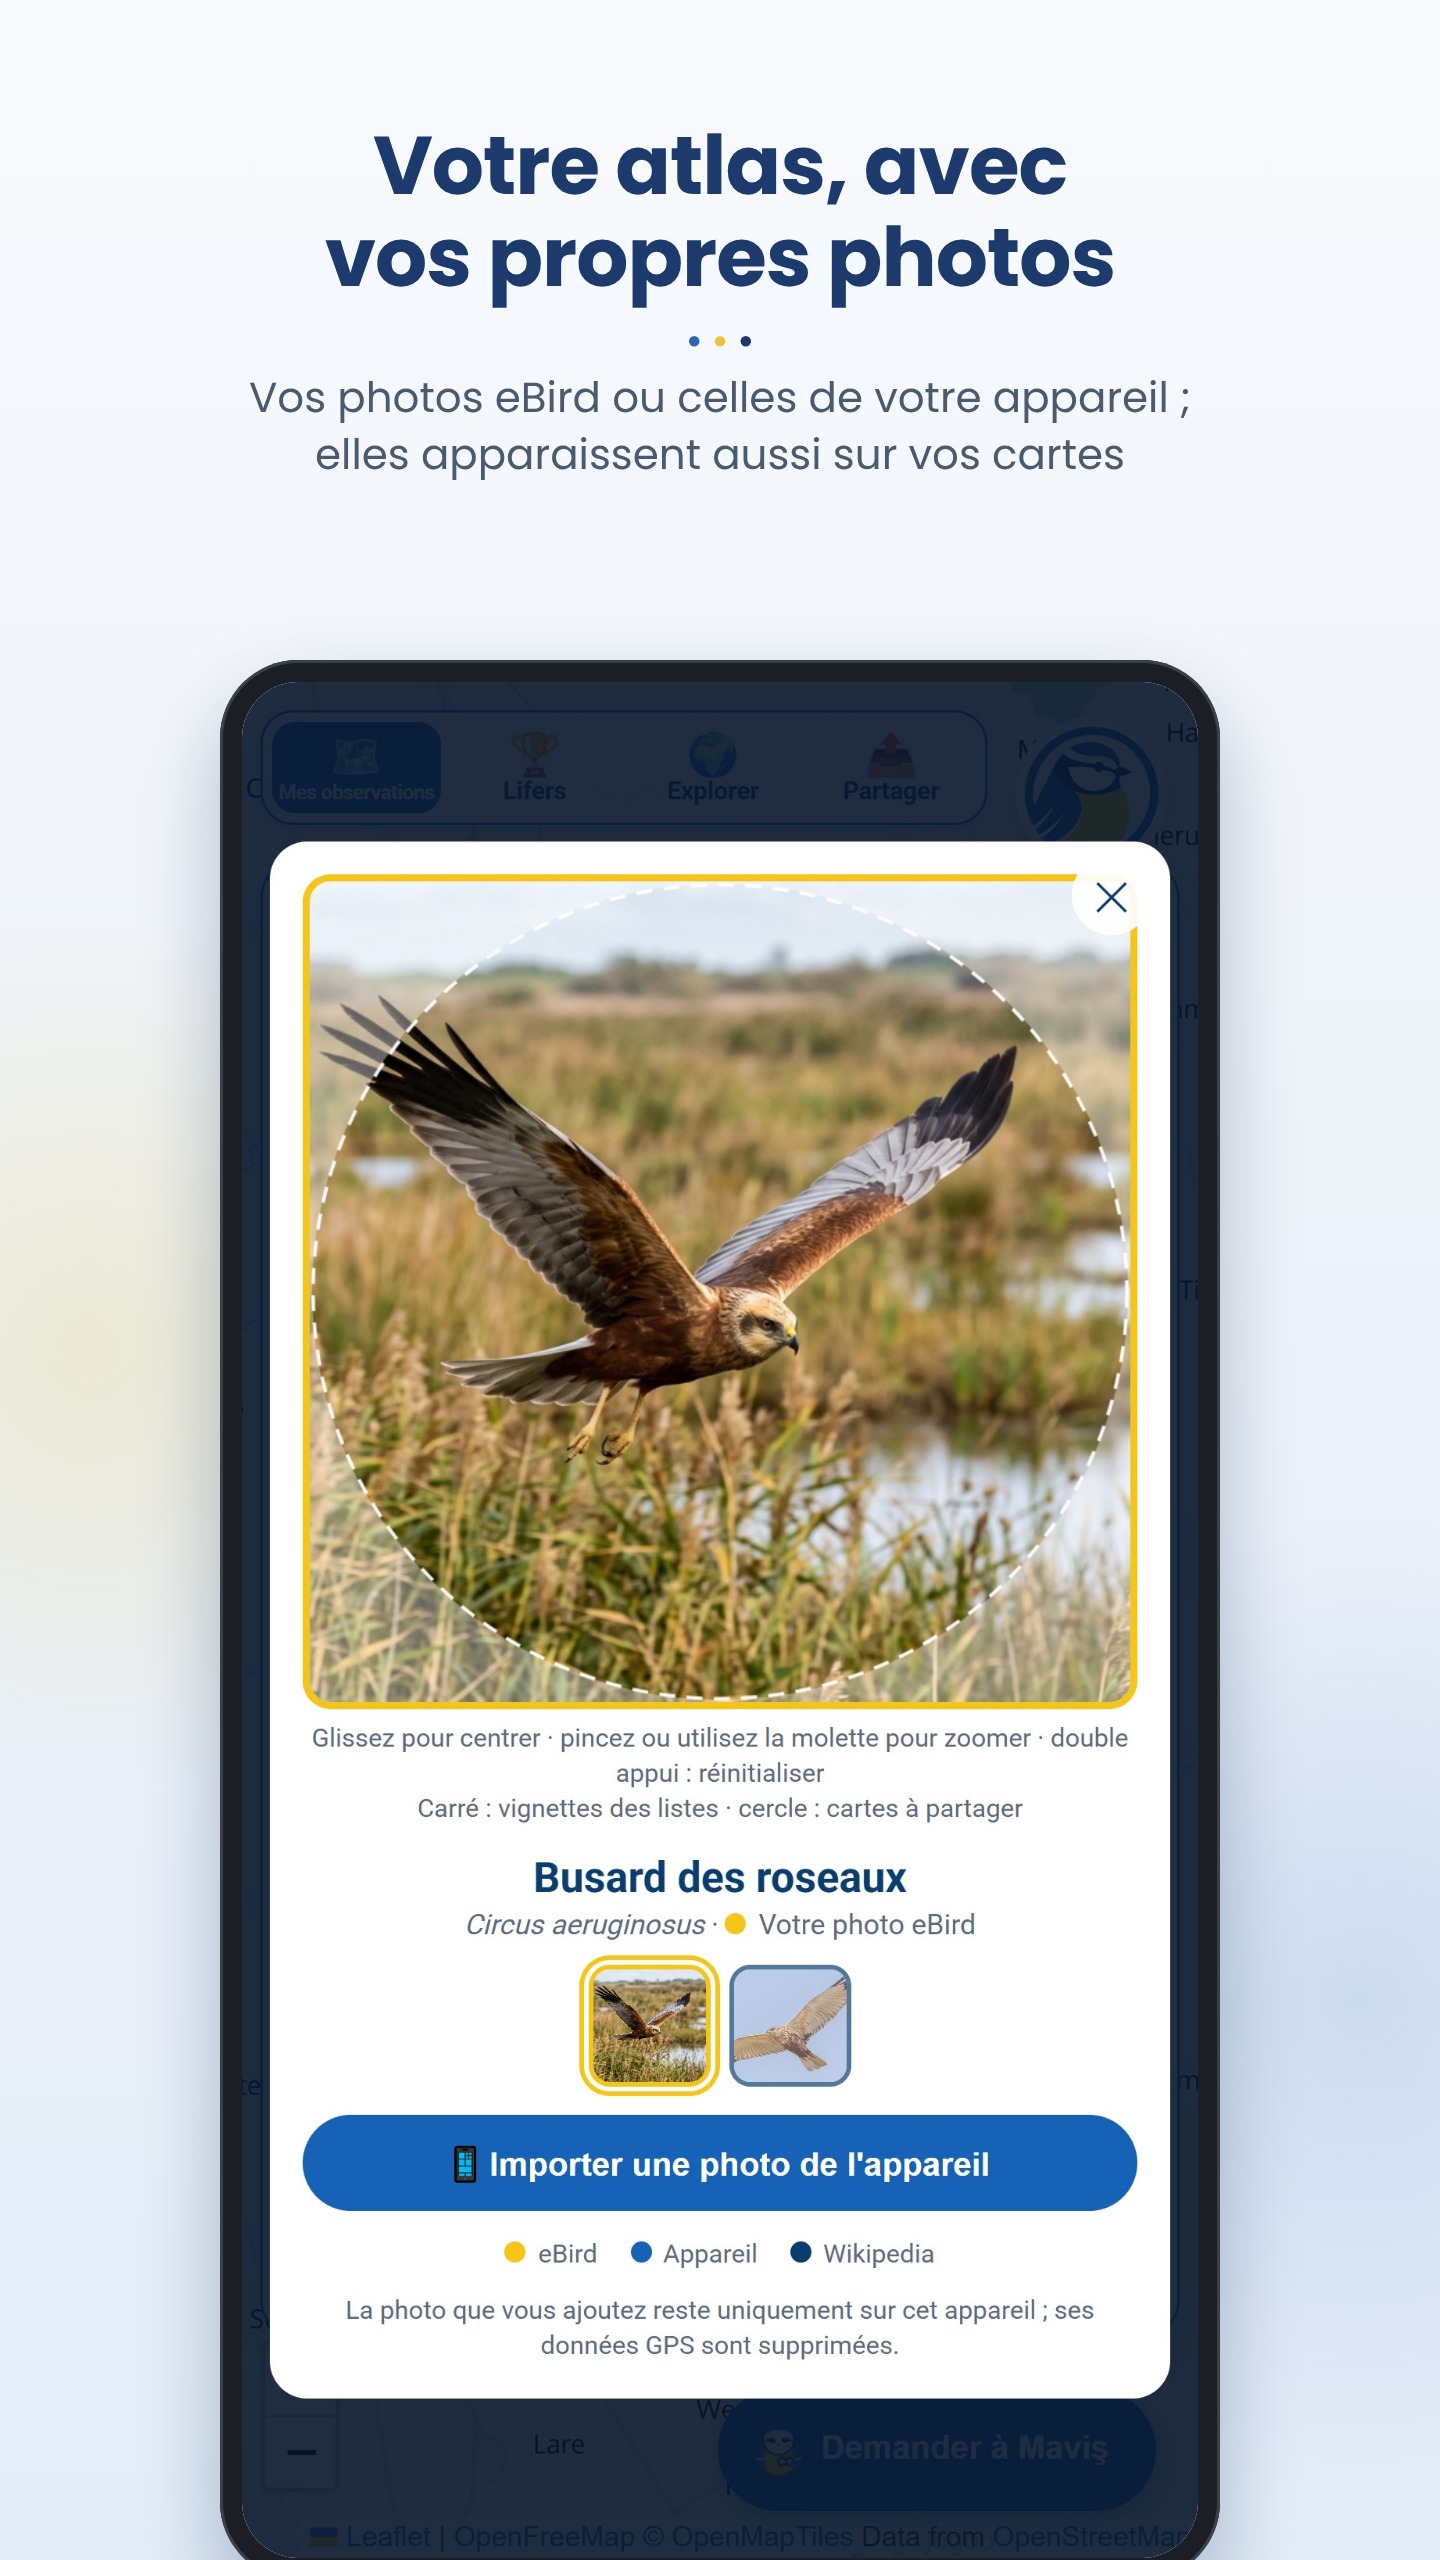 Votre atlas, avec
vos propres photos
Vos photos eBird ou celles de votre appareil ;
elles apparaissent aussi sur vos cartes
Mes observations
Lifers
Explorer
Partager
Ha
Glissez pour centrer · pincez ou utilisez la molette pour zoomer · double
appui : réinitialiser
Carré : vignettes des listes · cercle : cartes à partager
Busard des roseaux
Circus aeruginosus · Votre photo eBird
Importer une photo de l'appareil
eBird Appareil Wikipedia
La photo que vous ajoutez reste uniquement sur cet appareil ; ses
données GPS sont supprimées.
Lare
Demander à Maviş
Leaflet | OpenFreeMap © OpenMapTiles Data from OpenStreetMap